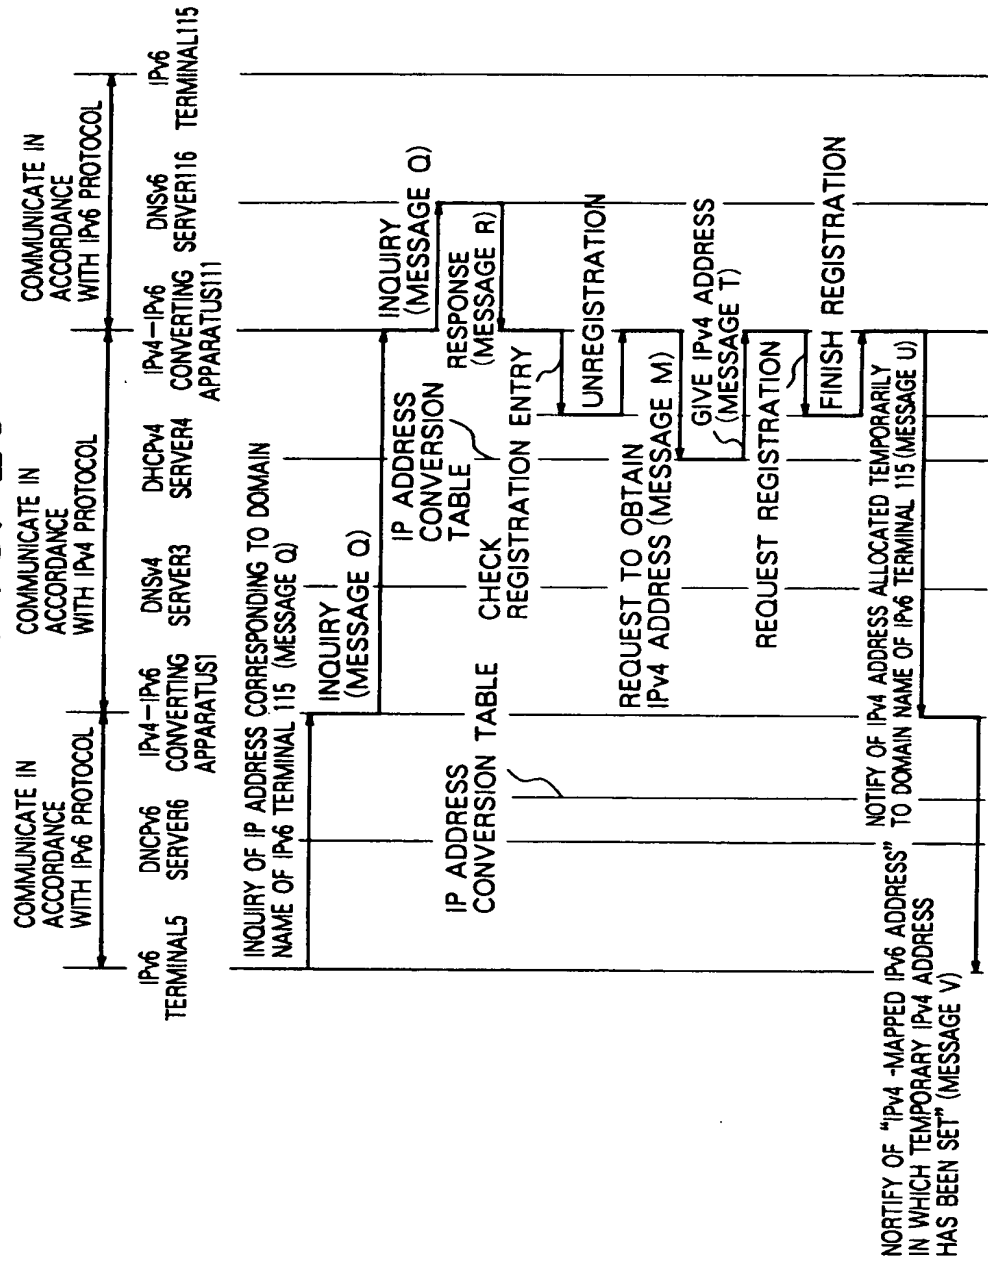 COMMUNICATE IN
ACCORDANCE
WITH IPv6 PROTOCOL
COMMUNICATE IN
ACCORDANCE
WITH IPv4 PROTOCOL
COMMUNICATE IN
ACCORDANCE
WITH IPv6 PROTOCOL
IPv6
TERMINAL5
DNCPv6
SERVER6
IPv4-IPv6
CONVERTING
APPARATUS1
DNSv4
SERVER3
DHCPv4
SERVER4
IPv4-IPv6
CONVERTING
APPARATUS111
DNSv6
SERVER116
IPv6
TERMINAL115
INQUIRY OF IP ADDRESS CORRESPONDING TO DOMAIN
NAME OF IPv6 TERMINAL 115 (MESSAGE Q)
INQUIRY
(MESSAGE Q)
INQUIRY
(MESSAGE Q)
IP ADDRESS
CONVERSION
TABLE
RESPONSE
(MESSAGE R)
IP ADDRESS
CONVERSION TABLE
CHECK
REGISTRATION ENTRY
UNREGISTRATION
REQUEST TO OBTAIN
IPv4 ADDRESS (MESSAGE M)
GIVE IPv4 ADDRESS
(MESSAGE T)
REQUEST REGISTRATION
FINISH REGISTRATION
NOTIFY OF IPv4 ADDRESS ALLOCATED TEMPORARILY
TO DOMAIN NAME OF IPv6 TERMINAL 115 (MESSAGE U)
NORTIFY OF "IPv4 -MAPPED IPv6 ADDRESS"
IN WHICH TEMPORARY IPv4 ADDRESS
HAS BEEN SET" (MESSAGE V)